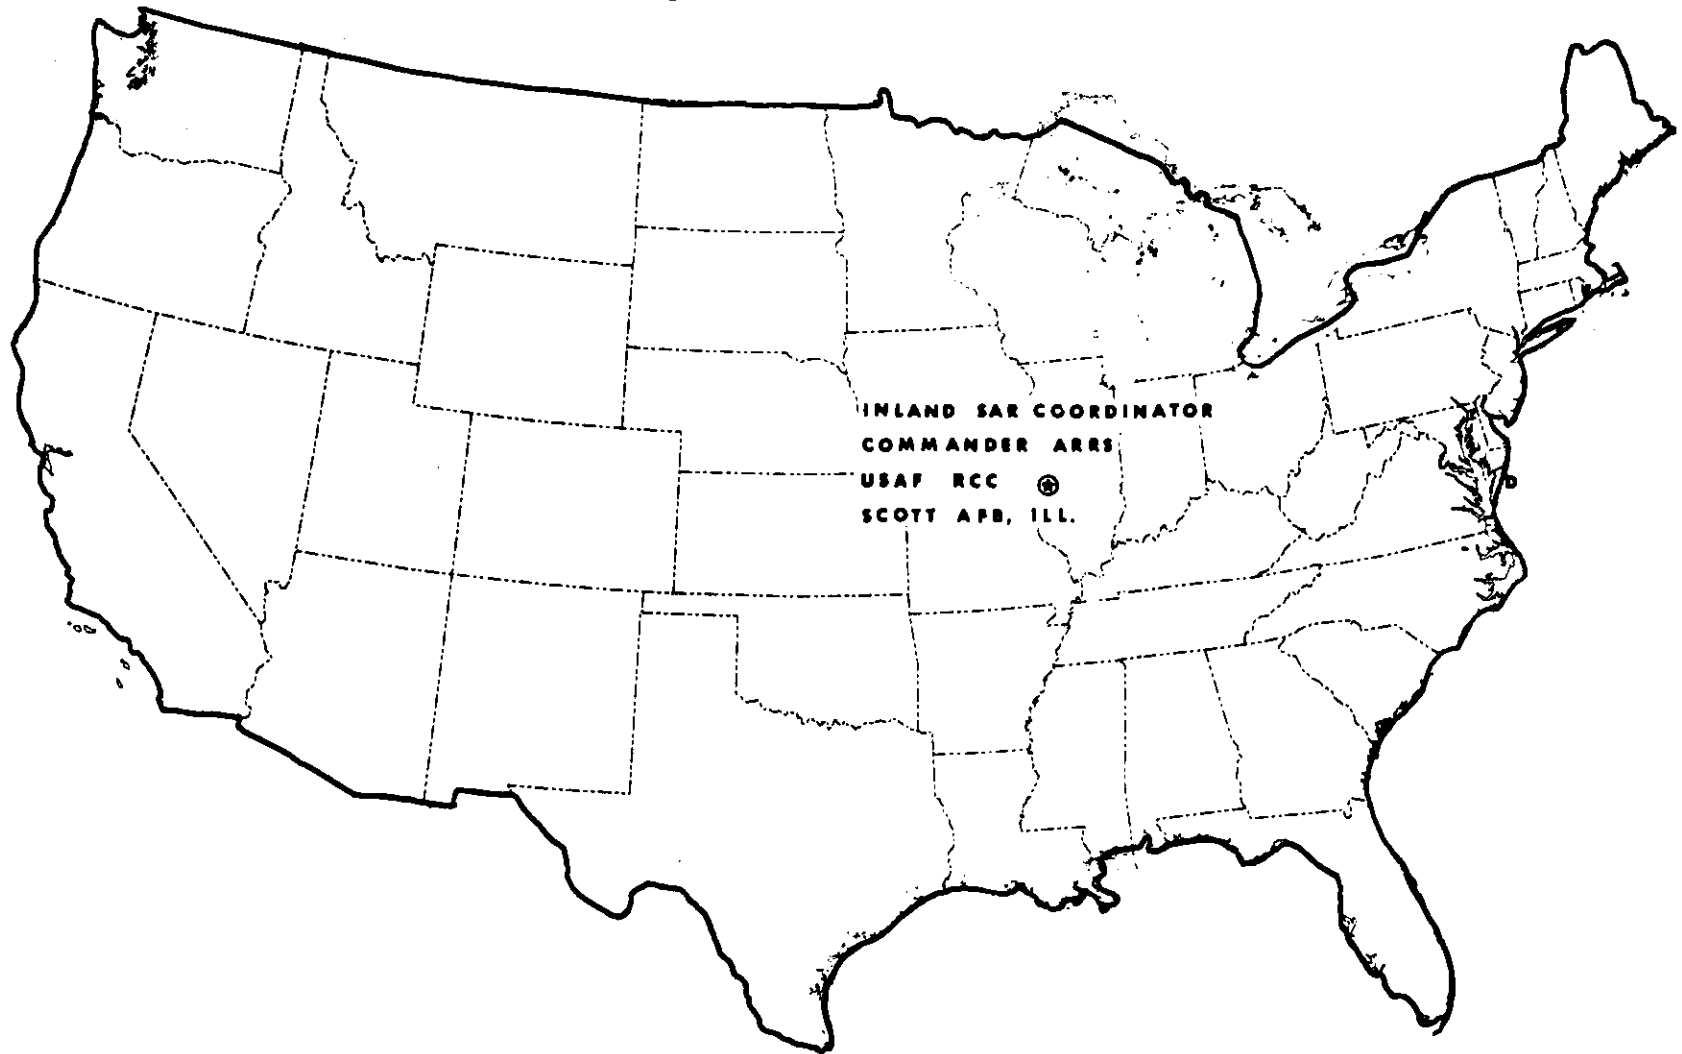 INLAND SAR COORDINATOR
COMMANDER ARRS
USAF RCC
SCOTT AFB, ILL.
D